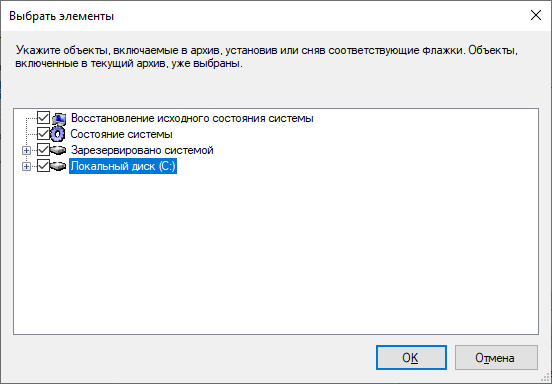 Выбрать элементы
Укажите объекты, включаемые в архив, установив или сняв соответствующие флажки. Объекты,
включенные в текущий архив, уже выбраны.
Восстановление исходного состояния системы
Состояние системы
Зарезервировано системой
Локальный диск (C:)
OK
Отмена